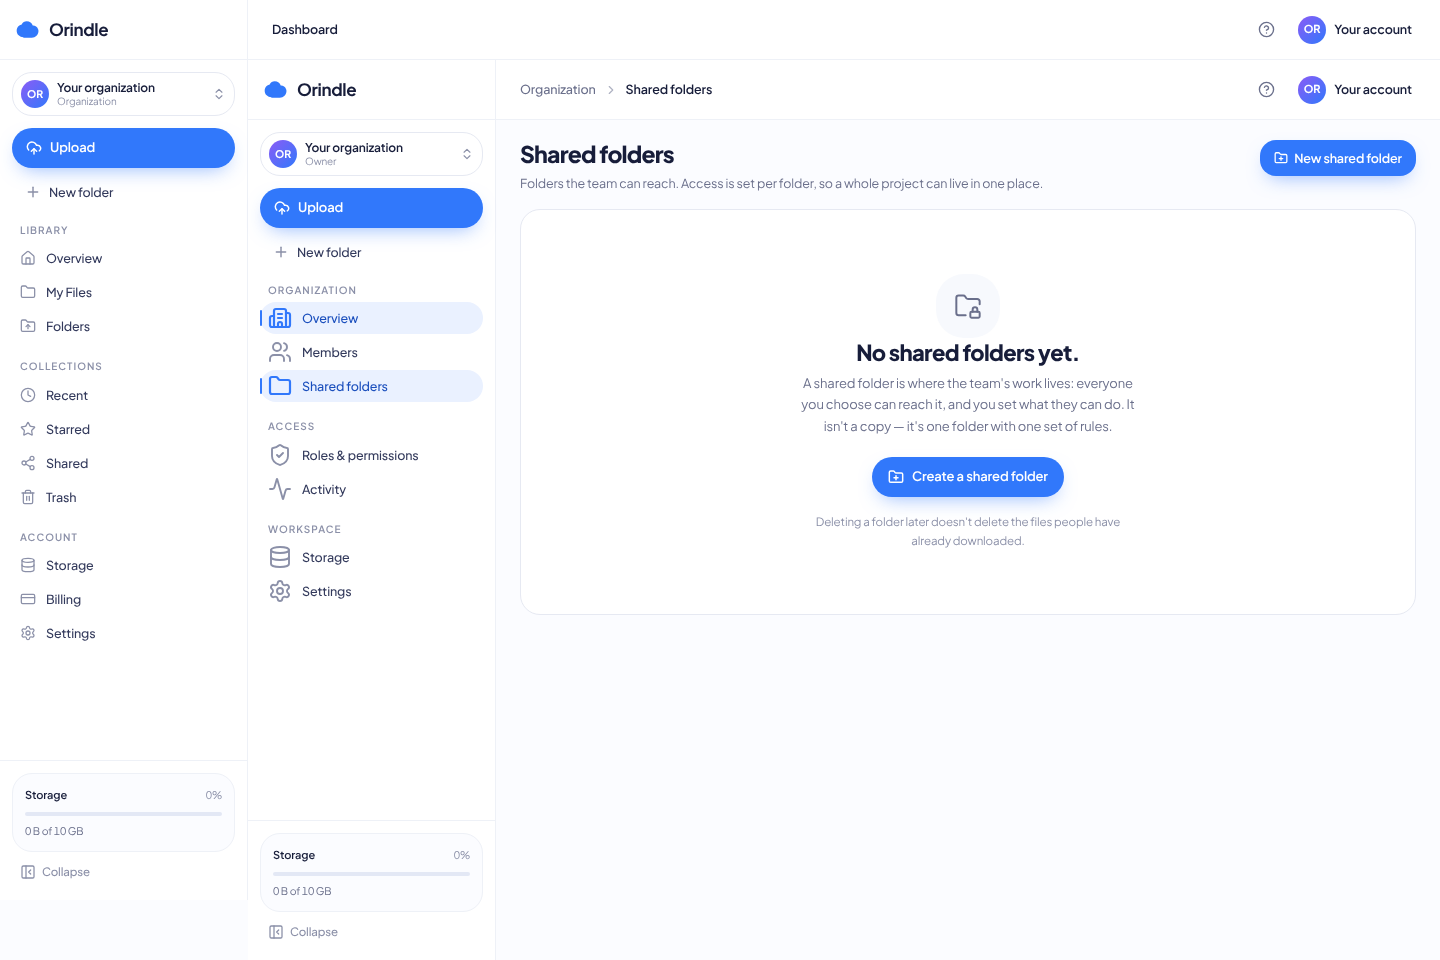 Orindle
OR
Your organization
Organization
Upload
New folder
LIBRARY
Overview
My Files
Folders
COLLECTIONS
Recent
Starred
Shared
Trash
ACCOUNT
Storage
Billing
Settings
Storage
0%
0 B of 10 GB
Collapse
Dashboard
OR
Your account
Orindle
OR
Your organization
Owner
Upload
New folder
ORGANIZATION
Overview
Members
Shared folders
ACCESS
Roles & permissions
Activity
WORKSPACE
Storage
Settings
Storage
0%
0 B of 10 GB
Collapse
Organization
Shared folders
OR
Your account
Shared folders
Folders the team can reach. Access is set per folder, so a whole project can live in one place.
New shared folder
No shared folders yet.
A shared folder is where the team's work lives: everyone
you choose can reach it, and you set what they can do. It
isn't a copy — it's one folder with one set of rules.
Create a shared folder
Deleting a folder later doesn't delete the files people have
already downloaded.